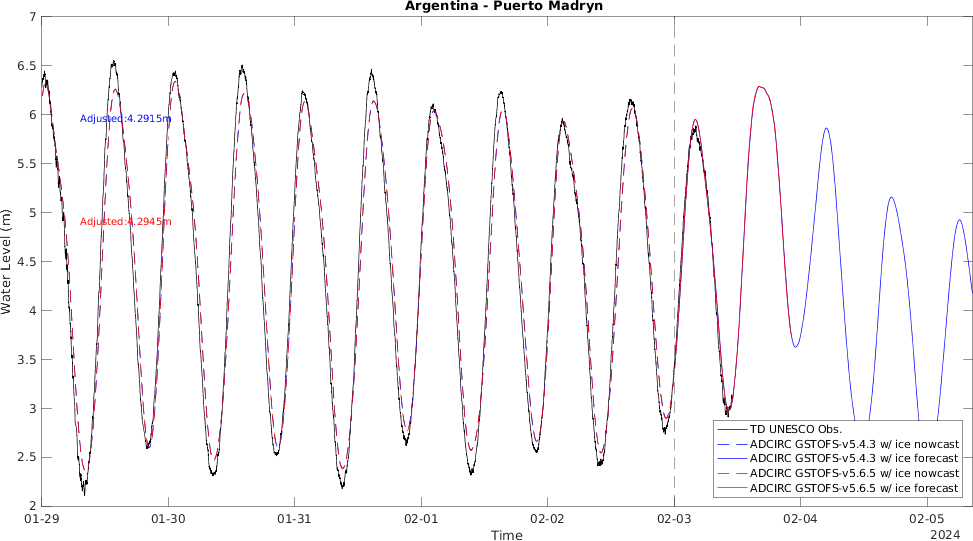 Argentina - Puerto Madryn
7
6.5
6
5.5
5
4.5
4
3.5
3
2.5
2
Water Level (m)
Adjusted:4.2915m
Adjusted:4.2945m
TD UNESCO Obs.
ADCIRC GSTOFS-v5.4.3 w/ ice nowcast
ADCIRC GSTOFS-v5.4.3 w/ ice forecast
ADCIRC GSTOFS-v5.6.5 w/ ice nowcast
ADCIRC GSTOFS-v5.6.5 w/ ice forecast
01-29 01-30 01-31 02-01 02-02 02-03 02-04 02-05
Time
2024